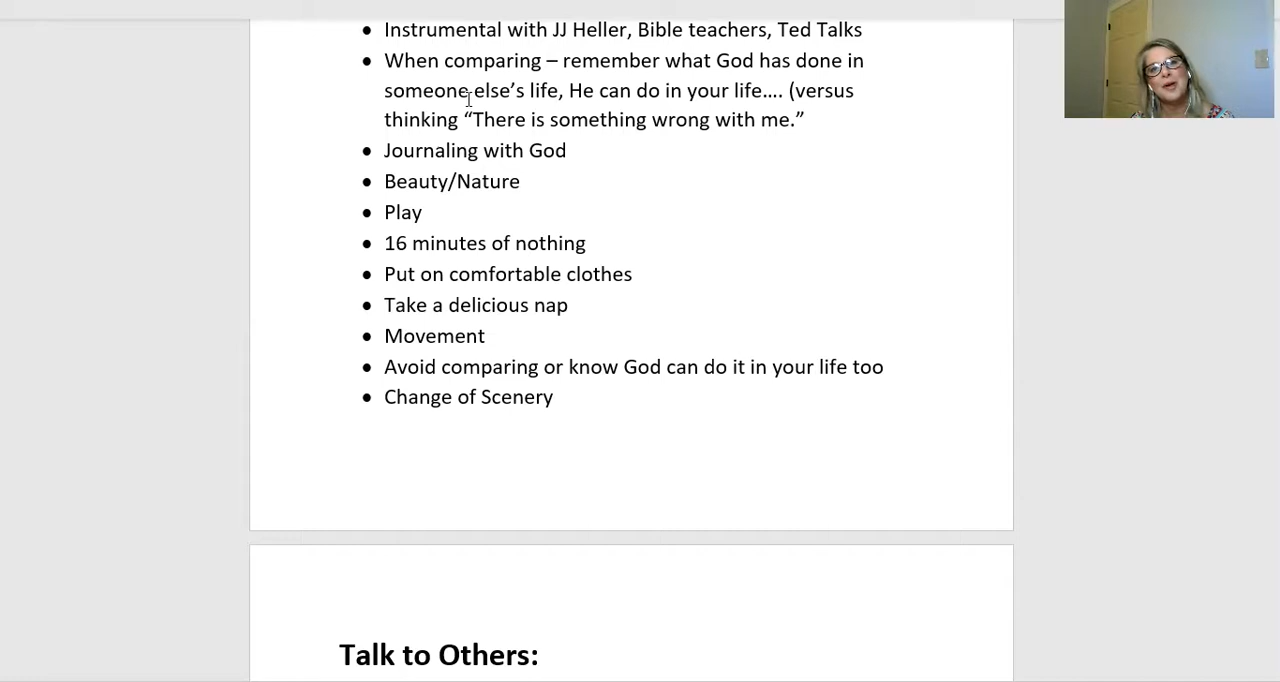 Instrumental with JJ Heller, Bible teachers, Ted Talks
When comparing – remember what God has done in
someone else’s life, He can do in your life…. (versus
thinking “There is something wrong with me.”
Journaling with God
Beauty/Nature
Play
16 minutes of nothing
Put on comfortable clothes
Take a delicious nap
Movement
Avoid comparing or know God can do it in your life too
Change of Scenery
Talk to Others: